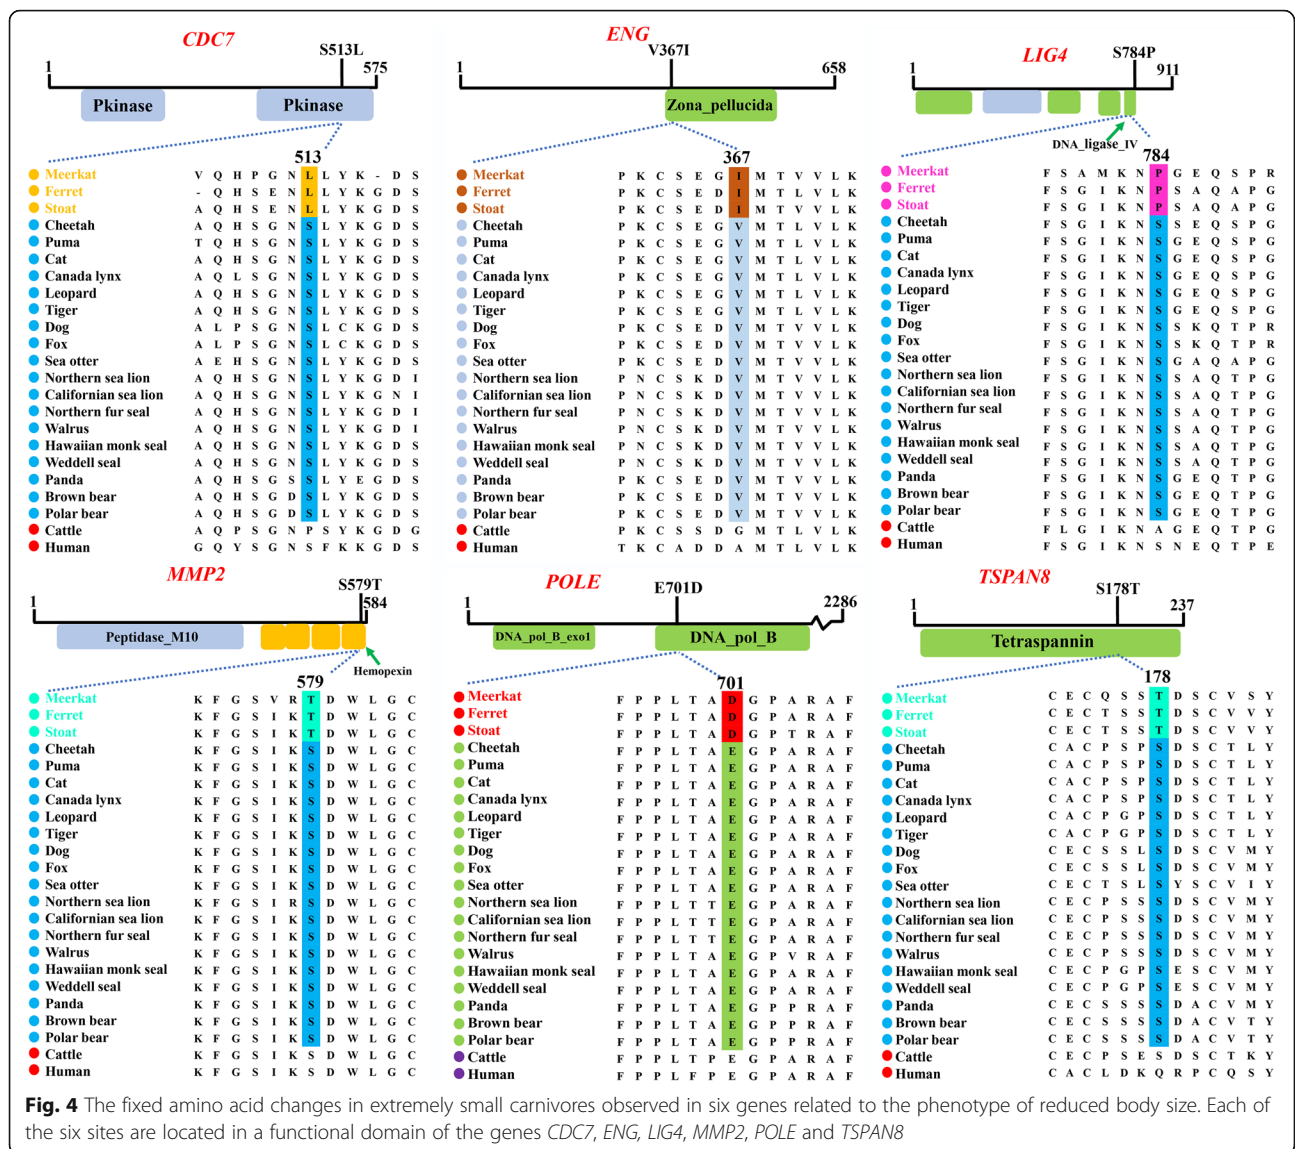 CDC7
S513L
1
575
Pkinase
Pkinase
513
Meerkat V Q H P G N L L Y K - D S
Ferret - Q H S E N L L Y K G D S
Stoat A Q H S E N L L Y K G D S
Cheetah A Q H S G N S L Y K G D S
Puma T Q H S G N S L Y K G D S
Cat A Q H S G N S L Y K G D S
Canada lynx A Q L S G N S L Y K G D S
Leopard A Q H S G N S L Y K G D S
Tiger A Q H S G N S L Y K G D S
Dog A L P S G N S L C K G D S
Fox A L P S G N S L C K G D S
Sea otter A E H S G N S L Y K G D S
Northern sea lion A Q H S G N S L Y K G D I
Californian sea lion A Q H S G N S L Y K G N I
Northern fur seal A Q H S G N S L Y K G D I
Walrus A Q H S G N S L Y K G D I
Hawaiian monk seal A Q H S G N S L Y K G D S
Weddell seal A Q H S G N S L Y K G D S
Panda A Q H S G S S L Y E G D S
Brown bear A Q H S G D S L Y K G D S
Polar bear A Q H S G D S L Y K G D S
Cattle A Q P S G N P S Y K G D G
Human G Q Y S G N S F K K G D S
ENG
V367I
1
658
Zona_pellucida
367
Meerkat P K C S E G I M T V V L K
Ferret P K C S E D I M T V V L K
Stoat P K C S E D I M T V V L K
Cheetah P K C S E G V M T L V L K
Puma P K C S E G V M T L V L K
Cat P K C S E G V M T L V L K
Canada lynx P K C S E G V M T L V L K
Leopard P K C S E G V M T L V L K
Tiger P K C S E G V M T L V L K
Dog P K C S E D V M T V V L K
Fox P K C S E D V M T V V L K
Sea otter P K C S E D V M T V V L K
Northern sea lion P N C S K D V M T V V L K
Californian sea lion P N C S K D V M T V V L K
Northern fur seal P N C S K D V M T V V L K
Walrus P N C S K D V M T V V L K
Hawaiian monk seal P N C S K D V M T V V L K
Weddell seal P N C S K D V M T V V L K
Panda P K C S E D V M T V V L K
Brown bear P K C S E D V M T V V L K
Polar bear P K C S E D V M T V V L K
Cattle P K C S S D G M T L V L K
Human T K C A D D A M T L V L K
LIG4
S784P
1
911
DNA_ligase_IV
784
Meerkat F S A M K N P G E Q S P R
Ferret F S G I K N P S A Q A P G
Stoat F S G I K N P S A Q A P G
Cheetah F S G I K N S S E Q S P G
Puma F S G I K N S G E Q S P G
Cat F S G I K N S G E Q S P G
Canada lynx F S G I K N S G E Q S P G
Leopard F S G I K N S G E Q S P G
Tiger F S G I K N S G E Q S P G
Dog F S G I K N S S K Q T P R
Fox F S G I K N S S K Q T P R
Sea otter F S G I K N S G A Q A P G
Northern sea lion F S G I K N S S A Q T P G
Californian sea lion F S G I K N S S A Q T P G
Northern fur seal F S G I K N S S A Q T P G
Walrus F S G I K N S S A Q T P G
Hawaiian monk seal F S G I K N S S A Q T P G
Weddell seal F S G I K N S S A Q T P G
Panda F S G I K N S G E Q T P G
Brown bear F S G I K N S G E Q T P G
Polar bear F S G I K N S G E Q T P G
Cattle F L G I K N A G E Q T P G
Human F S G I K N S N E Q T P E
MMP2
S579T
1
584
Peptidase_M10
Hemopexin
579
Meerkat K F G S V R T D W L G C
Ferret K F G S I K T D W L G C
Stoat K F G S I K T D W L G C
Cheetah K F G S I K S D W L G C
Puma K F G S I K S D W L G C
Cat K F G S I K S D W L G C
Canada lynx K F G S I K S D W L G C
Leopard K F G S I K S D W L G C
Tiger K F G S I K S D W L G C
Dog K F G S I K S D W L G C
Fox K F G S I K S D W L G C
Sea otter K F G S I K S D W L G C
Northern sea lion K F G S I R S D W L G C
Californian sea lion K F G S I K S D W L G C
Northern fur seal K F G S I K S D W L G C
Walrus K F G S I K S D W L G C
Hawaiian monk seal K F G S I K S D W L G C
Weddell seal K F G S I K S D W L G C
Panda K F G S I K S D W L G C
Brown bear K F G S I K S D W L G C
Polar bear K F G S I K S D W L G C
Cattle K F G S I K S D W L G C
Human K F G S I K S D W L G C
POLE
E701D
1
2286
DNA_pol_B_exo1
DNA_pol_B
701
Meerkat F P P L T A D G P A R A F
Ferret F P P L T A D G P A R A F
Stoat F P P L T A D G P T R A F
Cheetah F P P L T A E G P A R A F
Puma F P P L T A E G P A R A F
Cat F P P L T A E G P A R A F
Canada lynx F P P L T A E G P A R A F
Leopard F P P L T A E G P A R A F
Tiger F P P L T A E G P A R A F
Dog F P P L T A E G P A R A F
Fox F P P L T A E G P A R A F
Sea otter F P P L T A E G P A R A F
Northern sea lion F P P L T T E G P A R A F
Californian sea lion F P P L T T E G P A R A F
Northern fur seal F P P L T T E G P A R A F
Walrus F P P L T A E G P V R A F
Hawaiian monk seal F P P L T A E G P A R A F
Weddell seal F P P L T A E G P A R A F
Panda F P P L T A E G P P R A F
Brown bear F P P L T A E G P P R A F
Polar bear F P P L T A E G P P R A F
Cattle F P P L T P E G P A R A F
Human F P P L F P E G P A R A F
TSPAN8
S178T
1
237
Tetraspannin
178
Meerkat C E C Q S S T D S C V S Y
Ferret C E C T S S T D S C V V Y
Stoat C E C T S S T D S C V V Y
Cheetah C A C P S P S D S C T L Y
Puma C A C P S P S D S C T L Y
Cat C A C P S P S D S C T L Y
Canada lynx C A C P S P S D S C T L Y
Leopard C A C P G P S D S C T L Y
Tiger C A C P G P S D S C T L Y
Dog C E C S S L S D S C V M Y
Fox C E C S S L S D S C V M Y
Sea otter C E C T S L S Y S C V I Y
Northern sea lion C E C P S S S D S C V M Y
Californian sea lion C E C P S S S D S C V M Y
Northern fur seal C E C P S S S D S C V M Y
Walrus C E C P S S S D S C V M Y
Hawaiian monk seal C E C P G P S E S C V M Y
Weddell seal C E C P G P S E S C V M Y
Panda C E C S S S S D A C V M Y
Brown bear C E C S S S S D A C V T Y
Polar bear C E C S S S S D A C V T Y
Cattle C E C P S E S D S C T K Y
Human C A C L D K Q R P C Q S Y
Fig. 4 The fixed amino acid changes in extremely small carnivores observed in six genes related to the phenotype of reduced body size. Each of
the six sites are located in a functional domain of the genes CDC7, ENG, LIG4, MMP2, POLE and TSPAN8